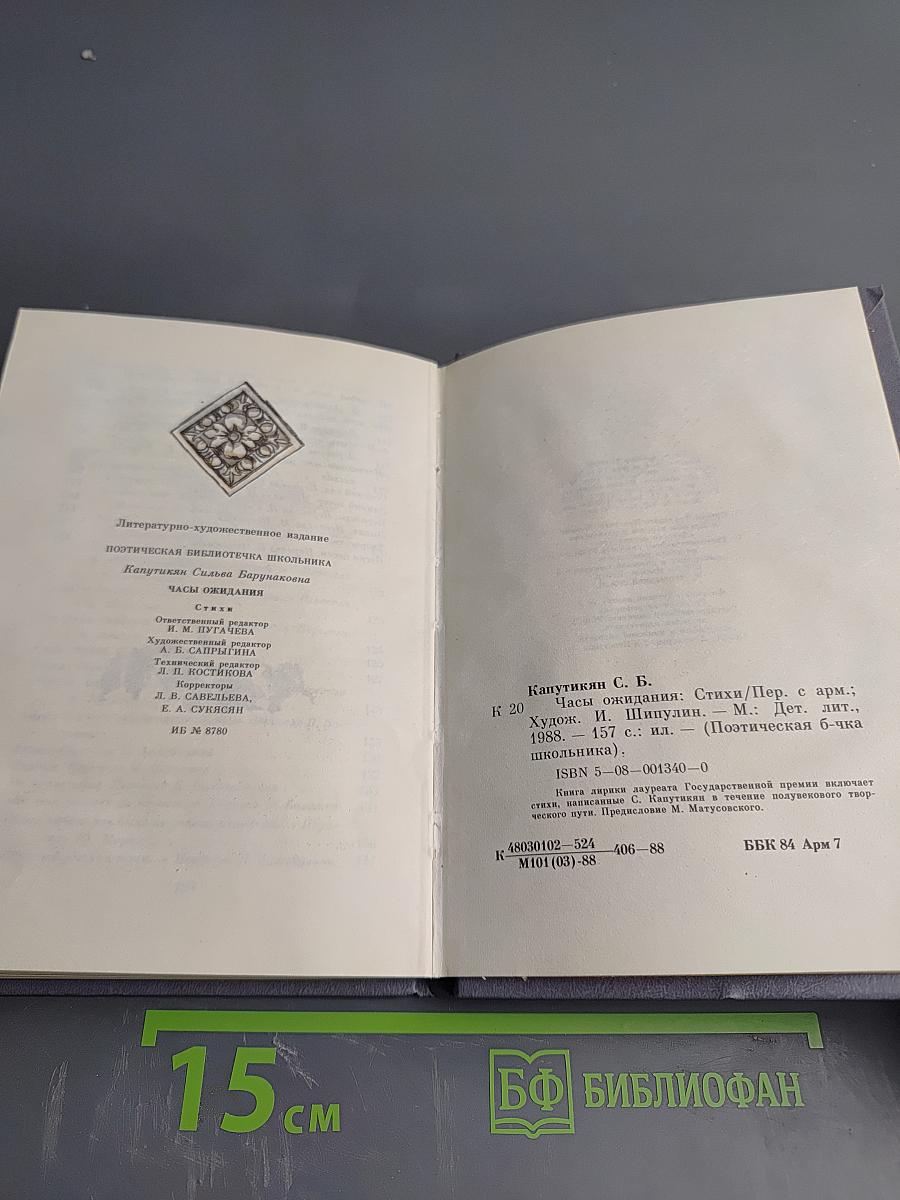 Литературно-художественное издание
ПОЭТИЧЕСКАЯ БИБЛИОТЕЧКА ШКОЛЬНИКА
Капутикян Сильва Барунаковна
ЧАСЫ ОЖИДАНИЯ
Стихи
Ответственный редактор
И. М. ПУГАЧЕВА
Художественный редактор
А. Б. САПРЫГИНА
Технический редактор
Л. П. КОСТИКОВА
Корректоры
Л. В. САВЕЛЬЕВА,
Е. А. СУКЯСЯН
ИБ № 8780
Капутикян С. Б.
К 20 Часы ожидания: Стихи/Пер. с арм.;
Худож. И. Шипулин. — М.: Дет. лит.,
1988. — 157 с.: ил. — (Поэтическая б-чка
школьника).
ISBN 5—08—001340—0
Книга лирики лауреата Государственной премии включает
стихи, написанные С. Капутикян в течение полувекового твор-
ческого пути. Предисловие М. Матусовского.
К 48030102—524 406—88 ББК 84 Арм 7
М101(03)-88
15 см
БФ БИБЛИОФАН